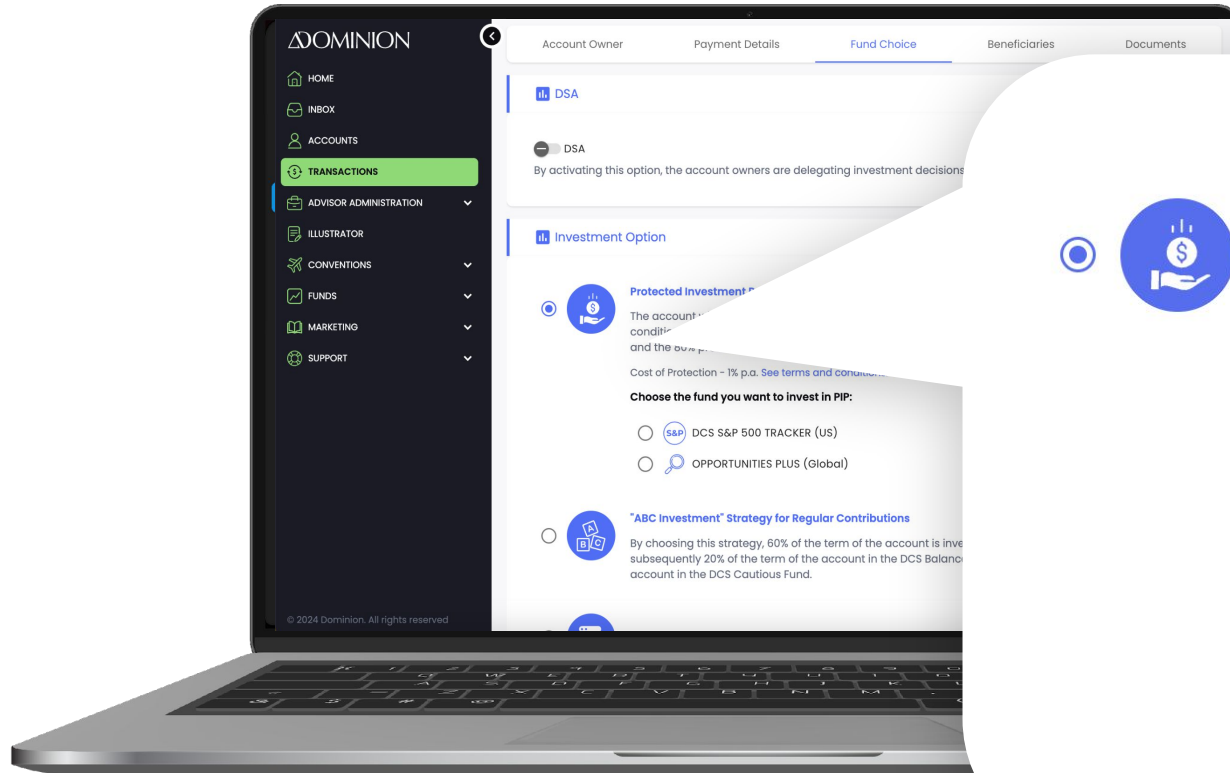 DOMINION
HOME
INBOX
ACCOUNTS
TRANSACTIONS
ADVISOR ADMINISTRATION
ILLUSTRATOR
CONVENTIONS
FUNDS
MARKETING
SUPPORT
© 2024 Dominion. All rights reserved
Account Owner
Payment Details
Fund Choice
Beneficiaries
Documents
DSA
DSA
By activating this option, the account owners are delegating investment decisions
Investment Option
Protected Investment
The account
and the 80%
Cost of Protection - 1% p.a. See terms and
Choose the fund you want to invest in PIP:
S&P DCS S&P 500 TRACKER (US)
OPPORTUNITIES PLUS (Global)
"ABC Investment" Strategy for Regular Contributions
By choosing this strategy, 60% of the term of the account is
subsequently 20% of the term of the account in the DCS
account in the DCS Cautious Fund.
A
B C
$
$